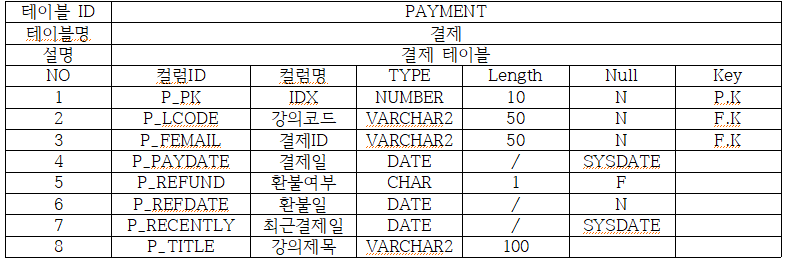 테이블 ID PAYMENT
테이블명 결제
설명 결제 테이블
NO 컬럼ID 컬럼명 TYPE Length Null Key
1 P_PK IDX NUMBER 10 N P.K
2 P_LCODE 강의코드 VARCHAR2 50 N F.K
3 P_FEMAIL 결제ID VARCHAR2 50 N F.K
4 P_PAYDATE 결제일 DATE / SYSDATE
5 P_REFUND 환불여부 CHAR 1 F
6 P_REFDATE 환불일 DATE / N
7 P_RECENTLY 최근결제일 DATE / SYSDATE
8 P_TITLE 강의제목 VARCHAR2 100